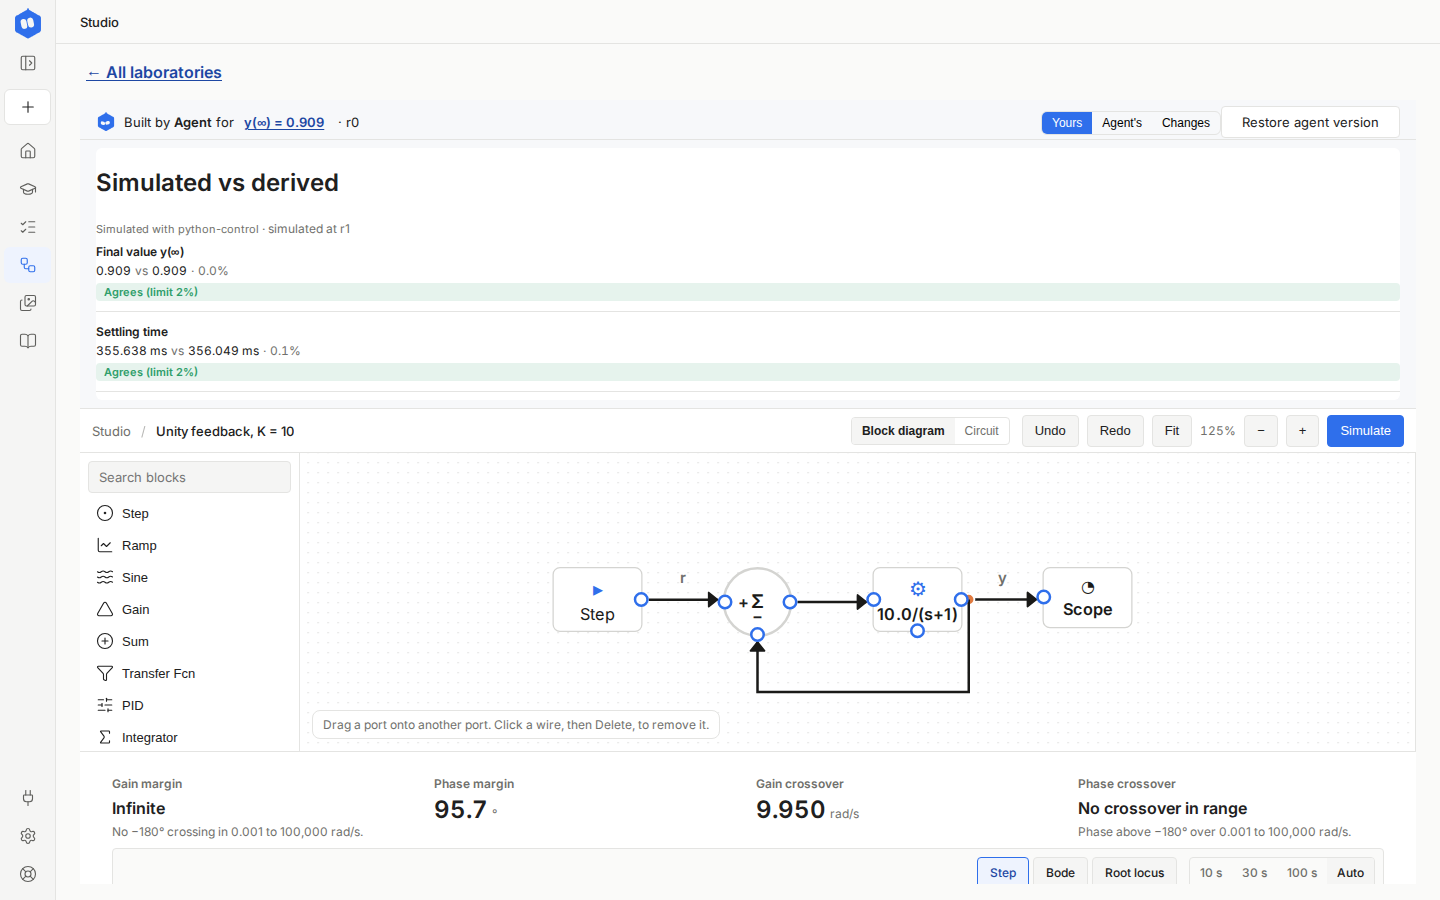 Studio
← All laboratories
Built by Agent for y(∞) = 0.909 · r0
Yours Agent's Changes Restore agent version
Simulated vs derived
Simulated with python-control · simulated at r1
Final value y(∞)
0.909 vs 0.909 · 0.0%
Agrees (limit 2%)
Settling time
355.638 ms vs 356.049 ms · 0.1%
Agrees (limit 2%)
Studio / Unity feedback, K = 10
Block diagram Circuit Undo Redo Fit 125% − + Simulate
Search blocks
Step
Ramp
Sine
Gain
Sum
Transfer Fcn
PID
Integrator
Step
r
+ Σ
−
10.0/(s+1)
y
Scope
Drag a port onto another port. Click a wire, then Delete, to remove it.
Gain margin
Infinite
No −180° crossing in 0.001 to 100,000 rad/s.
Phase margin
95.7 °
Gain crossover
9.950 rad/s
Phase crossover
No crossover in range
Phase above −180° over 0.001 to 100,000 rad/s.
Step Bode Root locus 10 s 30 s 100 s Auto